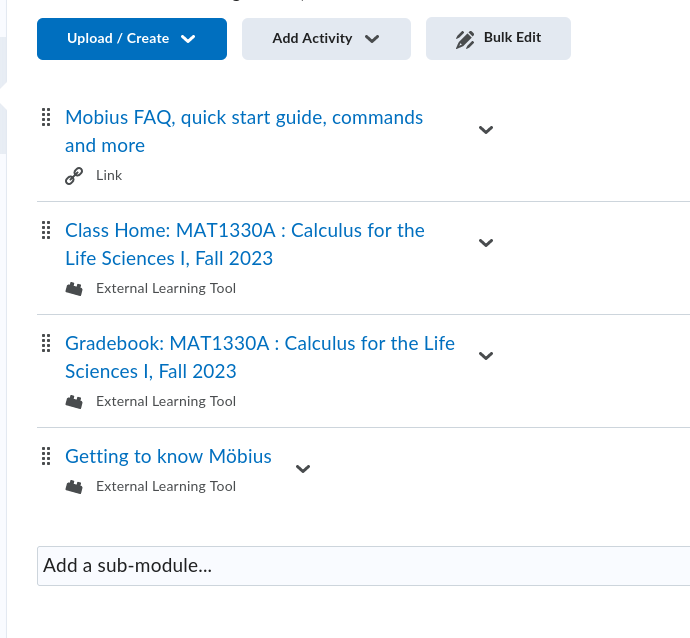 Upload / Create
Add Activity
Bulk Edit
Mobius FAQ, quick start guide, commands
and more
Link
Class Home: MAT1330A : Calculus for the
Life Sciences I, Fall 2023
External Learning Tool
Gradebook: MAT1330A : Calculus for the Life
Sciences I, Fall 2023
External Learning Tool
Getting to know Möbius
External Learning Tool
Add a sub-module...